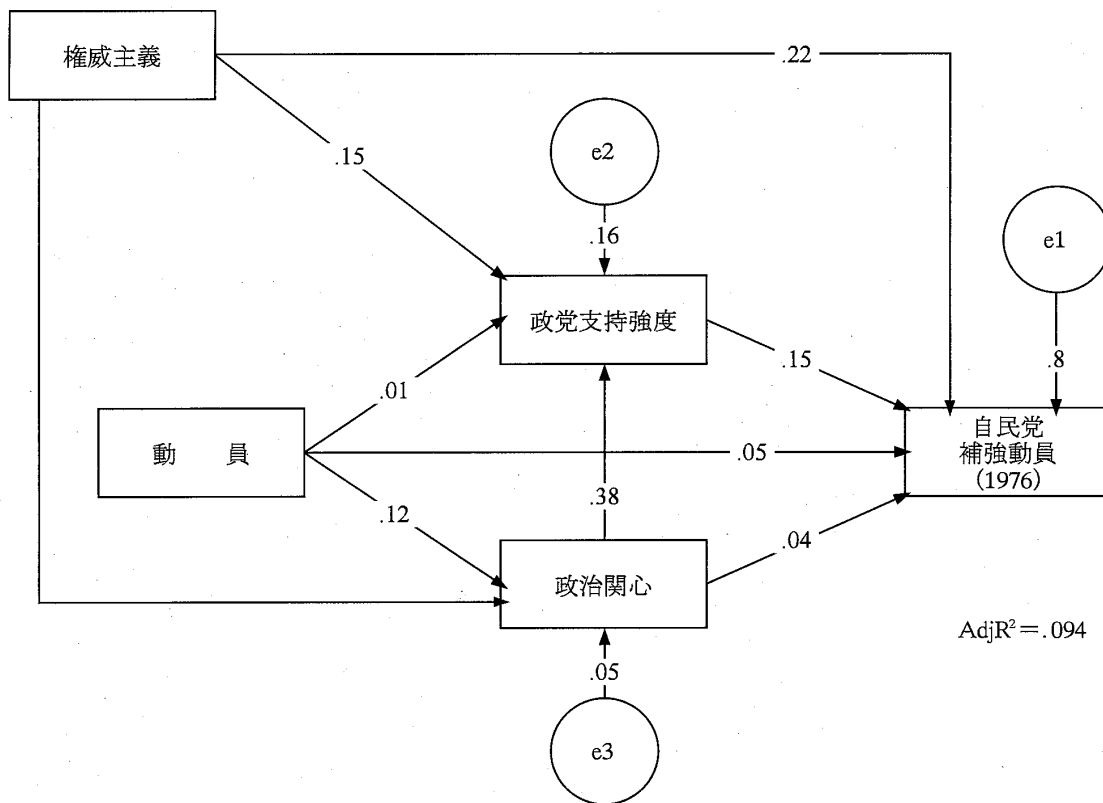 権威主義
.22
.15
e2
.16
e1
政党支持強度
.15
.8
.01
動 員
.05
自民党
補強動員
(1976)
.12
.38
.04
政治関心
AdjR²=.094
.05
e3